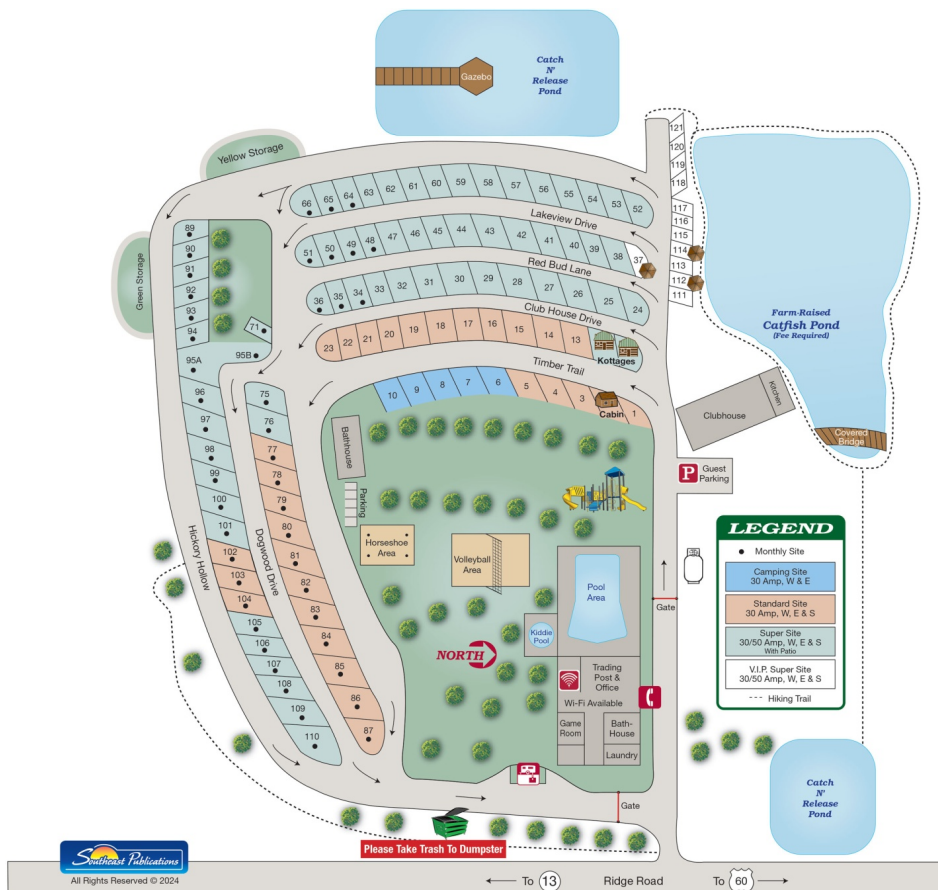 Catch
N'
Release
Pond
Gazebo
Yellow Storage
Green Storage
121
120
119
118
117
116
115
114
113
112
111
66
65
64
63
62
61
60
59
58
57
56
55
54
53
52
Lakeview Drive
51
50
49
48
47
46
45
44
43
42
41
40
39
38
37
Red Bud Lane
36
35
34
33
32
31
30
29
28
27
26
25
24
Club House Drive
23
22
21
20
19
18
17
16
15
14
13
Kottages
Timber Trail
10
9
8
7
6
5
4
3
Cabin
1
89
90
91
92
93
94
71
95A
95B
96
97
98
99
100
101
102
103
104
105
106
107
108
109
110
Hickory Hollow
75
76
77
78
79
80
81
82
83
84
85
86
87
Dogwood Drive
Farm-Raised
Catfish Pond
(Fee Required)
Clubhouse
Kitchen
Covered
Bridge
P
Guest
Parking
Bathhouse
Parking
Horseshoe
Area
Volleyball
Area
Pool
Area
Kiddie
Pool
NORTH
Trading
Post &
Office
Wi-Fi Available
Game
Room
Bath-
House
Laundry
Gate
Gate
LEGEND
Monthly Site
Camping Site
30 Amp, W & E
Standard Site
30 Amp, W, E & S
Super Site
30/50 Amp, W, E & S
With Patio
V.I.P. Super Site
30/50 Amp, W, E & S
Hiking Trail
Catch
N'
Release
Pond
Please Take Trash To Dumpster
Southeast Publications
All Rights Reserved © 2024
To 13
Ridge Road
To 60